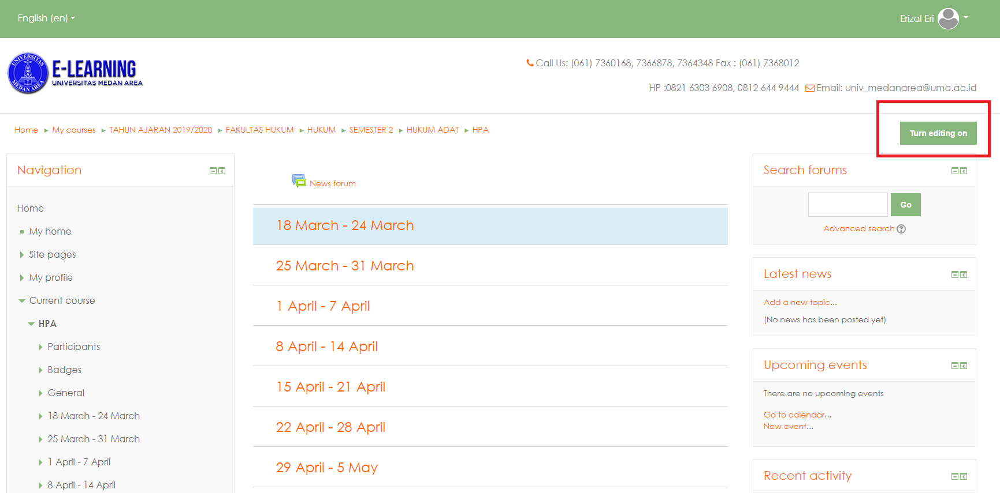 English (en)
Erizal Eri
UNIVERSITAS MEDAN AREA
E-LEARNING
UNIVERSITAS MEDAN AREA
Call Us: (061) 7360168, 7366878, 7364348 Fax : (061) 7368012
HP :0821 6303 6908, 0812 644 9444 Email: univ_medanarea@uma.ac.id
Home My courses TAHUN AJARAN 2019/2020 FAKULTAS HUKUM HUKUM SEMESTER 2 HUKUM ADAT HPA
Turn editing on
Navigation
Home
My home
Site pages
My profile
Current course
HPA
Participants
Badges
General
18 March - 24 March
25 March - 31 March
1 April - 7 April
8 April - 14 April
News forum
18 March - 24 March
25 March - 31 March
1 April - 7 April
8 April - 14 April
15 April - 21 April
22 April - 28 April
29 April - 5 May
Search forums
Go
Advanced search ?
Latest news
Add a new topic...
(No news has been posted yet)
Upcoming events
There are no upcoming events
Go to calendar...
New event...
Recent activity